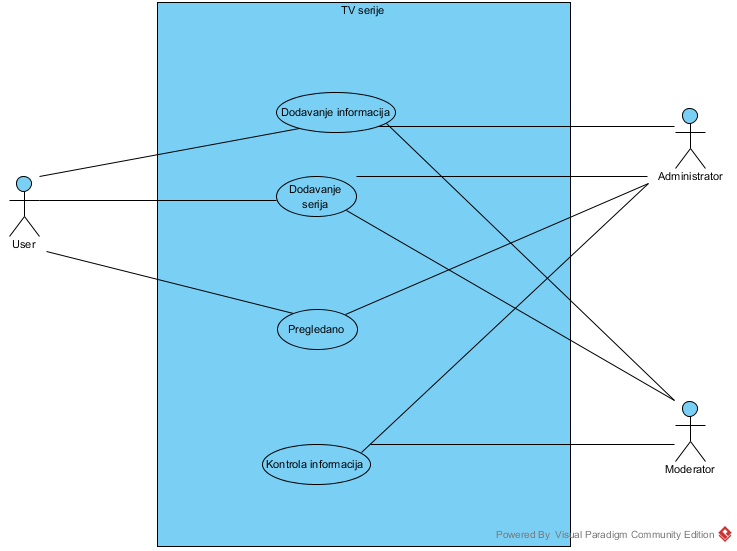 TV serije
Dodavanje informacija
Administrator
Dodavanje
serija
User
Pregledano
Kontrola informacija
Moderator
Powered By Visual Paradigm Community Edition